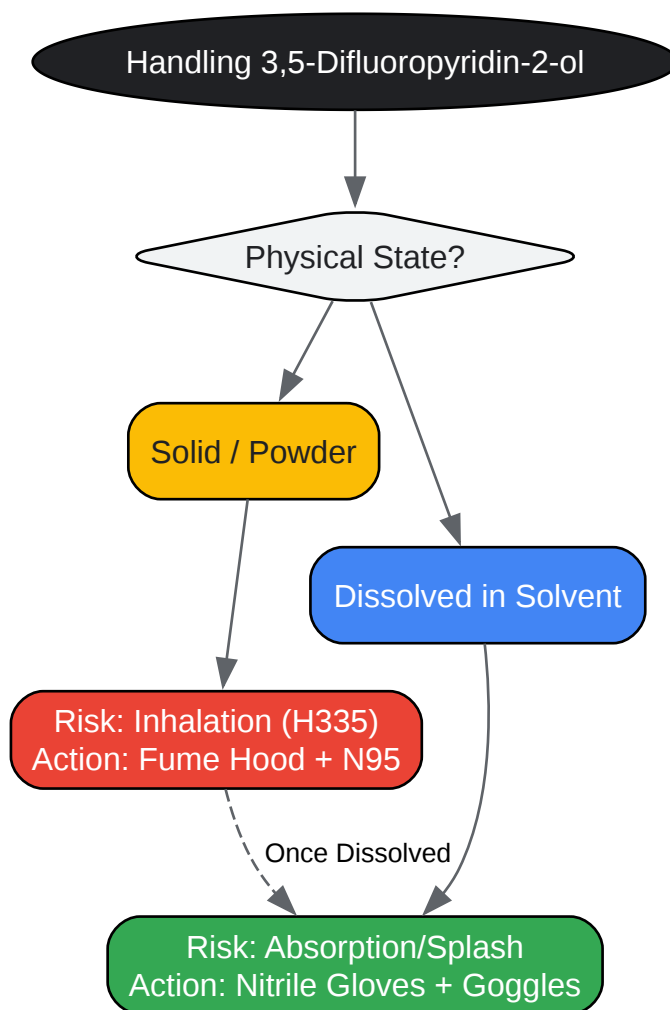 Handling 3,5-Difluoropyridin-2-ol
Physical State?
Solid / Powder
Dissolved in Solvent
Risk: Inhalation (H335)
Action: Fume Hood + N95
Once Dissolved
Risk: Absorption/Splash
Action: Nitrile Gloves + Goggles